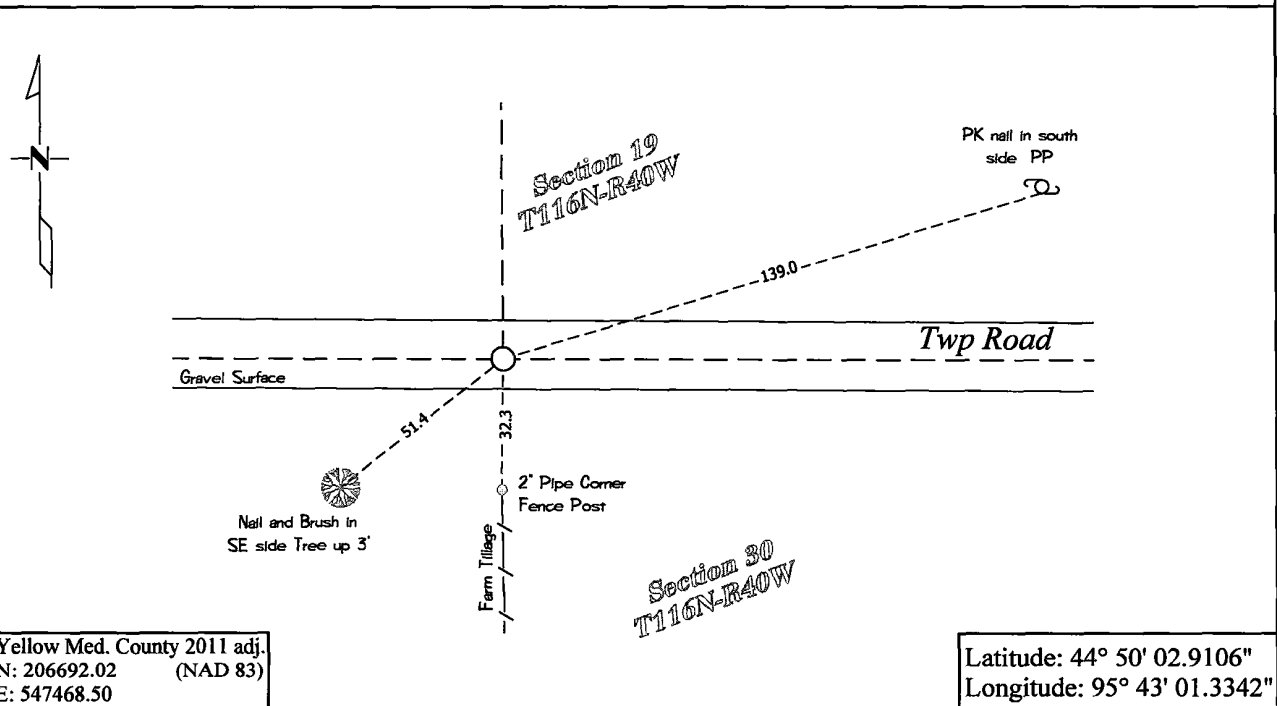 N
Section 19
T116N-R40W
PK nail in south
side PP
139.0
Twp Road
Gravel Surface
51.4
32.3
2" Pipe Corner
Fence Post
Nail and Brush in
SE side Tree up 3'
Farm Tillage
Section 30
T116N-R40W
Yellow Med. County 2011 adj.
N: 206692.02 (NAD 83)
E: 547468.50
Latitude: 44° 50' 02.9106"
Longitude: 95° 43' 01.3342"